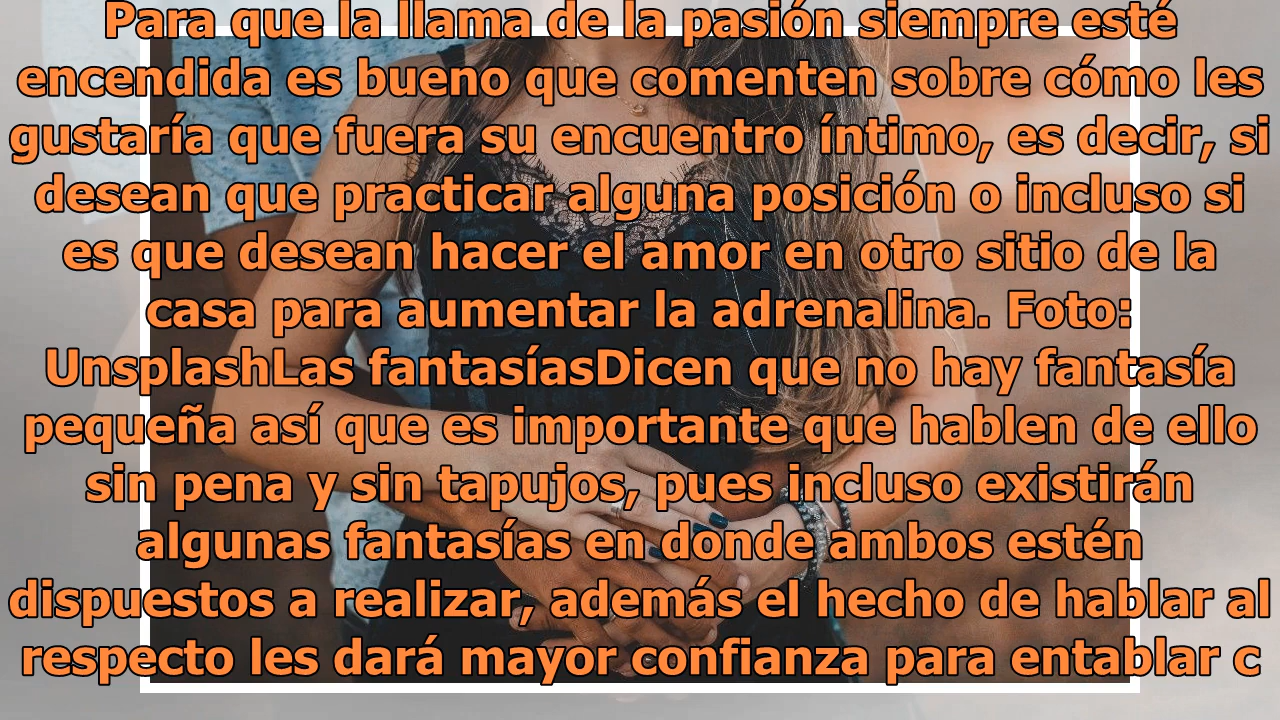 Para que la llama de la pasión siempre esté
encendida es bueno que comenten sobre cómo les
gustaría que fuera su encuentro íntimo, es decir, si
desean que practicar alguna posición o incluso si
es que desean hacer el amor en otro sitio de la
casa para aumentar la adrenalina. Foto:
UnsplashLas fantasíasDicen que no hay fantasía
pequeña así que es importante que hablen de ello
sin pena y sin tapujos, pues incluso existirán
algunas fantasías en donde ambos estén
dispuestos a realizar, además el hecho de hablar al
respecto les dará mayor confianza para entablar c